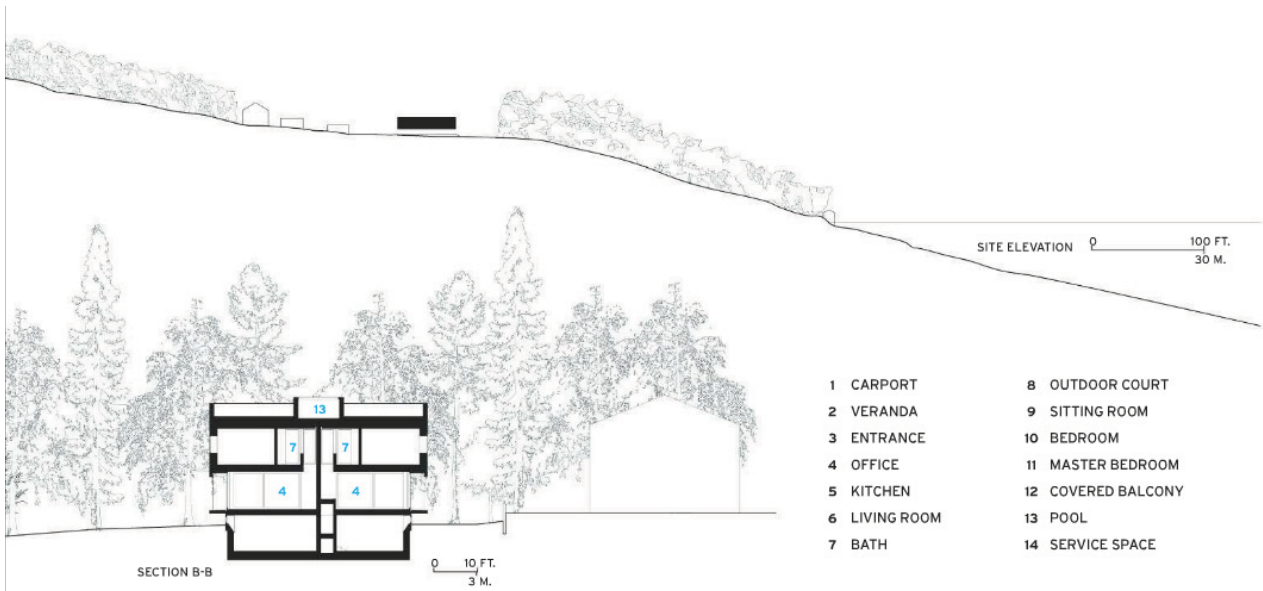 SITE ELEVATION 0 100 FT.
30 M.
1 CARPORT
2 VERANDA
3 ENTRANCE
4 OFFICE
5 KITCHEN
6 LIVING ROOM
7 BATH
8 OUTDOOR COURT
9 SITTING ROOM
10 BEDROOM
11 MASTER BEDROOM
12 COVERED BALCONY
13 POOL
14 SERVICE SPACE
13
7 7
4 4
SECTION B-B
0 10 FT.
3 M.